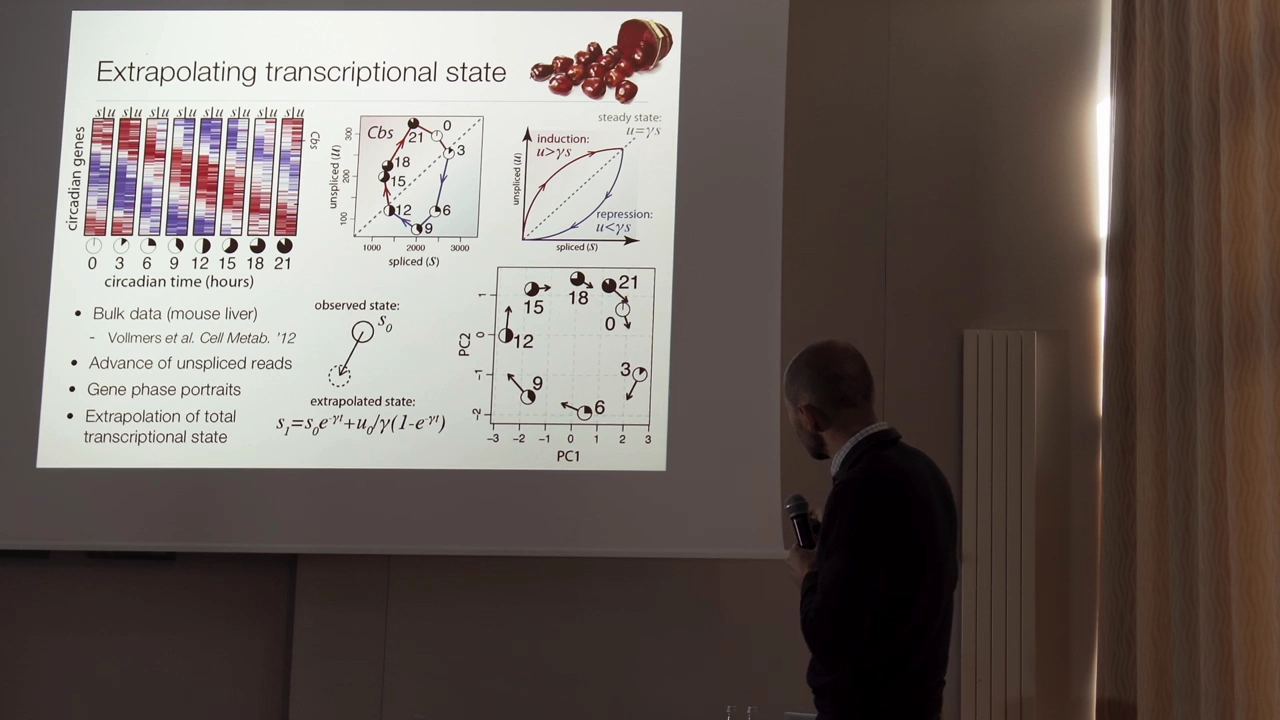 Extrapolating transcriptional state
s|u s|u s|u s|u s|u s|u s|u s|u
circadian genes
Cbs
0 3 6 9 12 15 18 21
circadian time (hours)
Cbs
0
21
3
18
15
12
6
9
unspliced (U)
300
200
100
1000 2000 3000
spliced (S)
steady state:
u=γs
induction:
u>γs
repression:
u<γs
unspliced (U)
spliced (S)
• Bulk data (mouse liver)
- Vollmers et al. Cell Metab. '12
• Advance of unspliced reads
• Gene phase portraits
• Extrapolation of total
transcriptional state
observed state:
s₀
extrapolated state:
s₁=s₀e⁻ᵞᵗ+u₀/γ(1-e⁻ᵞᵗ)
21
15
18
0
12
3
9
6
PC2
1
0
-1
-2
-3 -2 -1 0 1 2 3
PC1